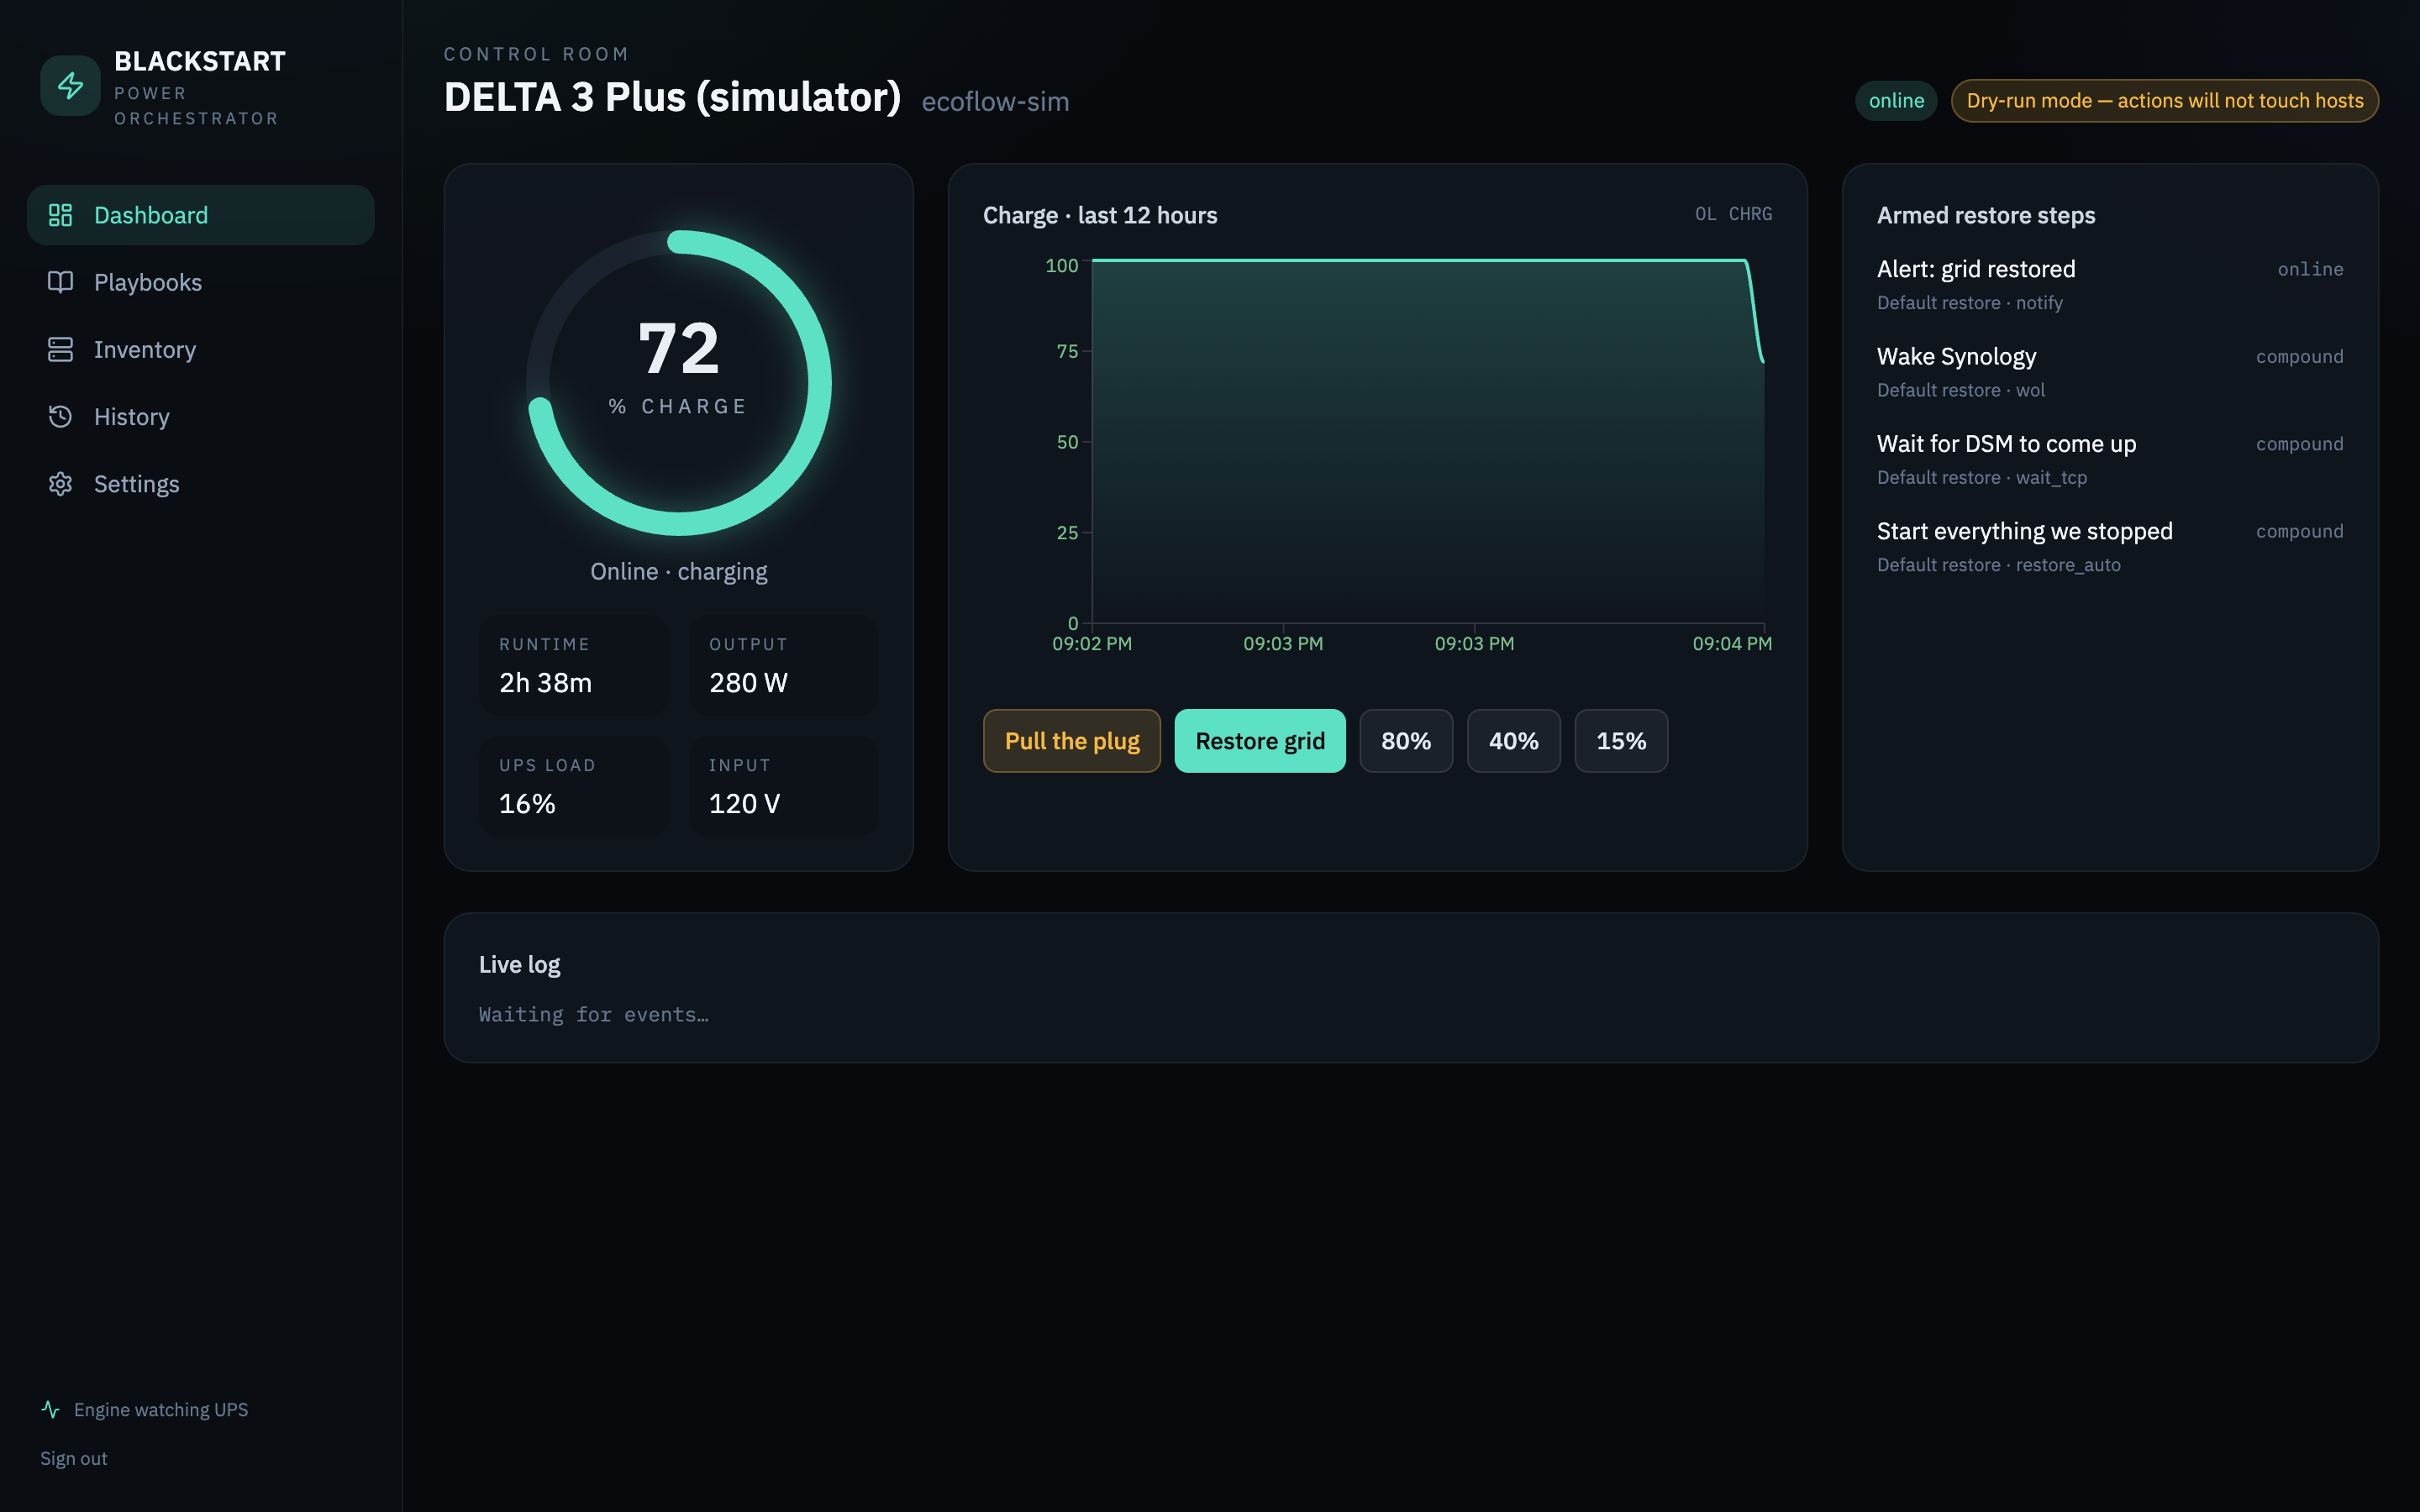 BLACKSTART
POWER
ORCHESTRATOR
Dashboard
Playbooks
Inventory
History
Settings
Engine watching UPS
Sign out
CONTROL ROOM
DELTA 3 Plus (simulator) ecoflow-sim
online
Dry-run mode — actions will not touch hosts
72
% CHARGE
Online · charging
RUNTIME
2h 38m
OUTPUT
280 W
UPS LOAD
16%
INPUT
120 V
Charge · last 12 hours
OL CHRG
100
75
50
25
0
09:02 PM
09:03 PM
09:03 PM
09:04 PM
Pull the plug
Restore grid
80%
40%
15%
Armed restore steps
Alert: grid restored
online
Default restore · notify
Wake Synology
compound
Default restore · wol
Wait for DSM to come up
compound
Default restore · wait_tcp
Start everything we stopped
compound
Default restore · restore_auto
Live log
Waiting for events…